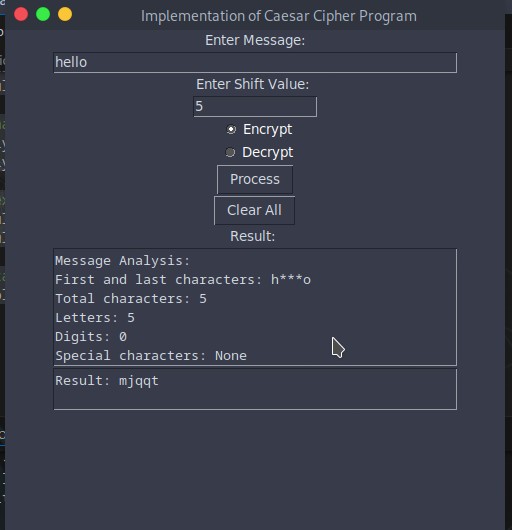 Implementation of Caesar Cipher Program
Enter Message:
hello
Enter Shift Value:
5
Encrypt
Decrypt
Process
Clear All
Result:
Message Analysis:
First and last characters: h***o
Total characters: 5
Letters: 5
Digits: 0
Special characters: None
Result: mjqqt